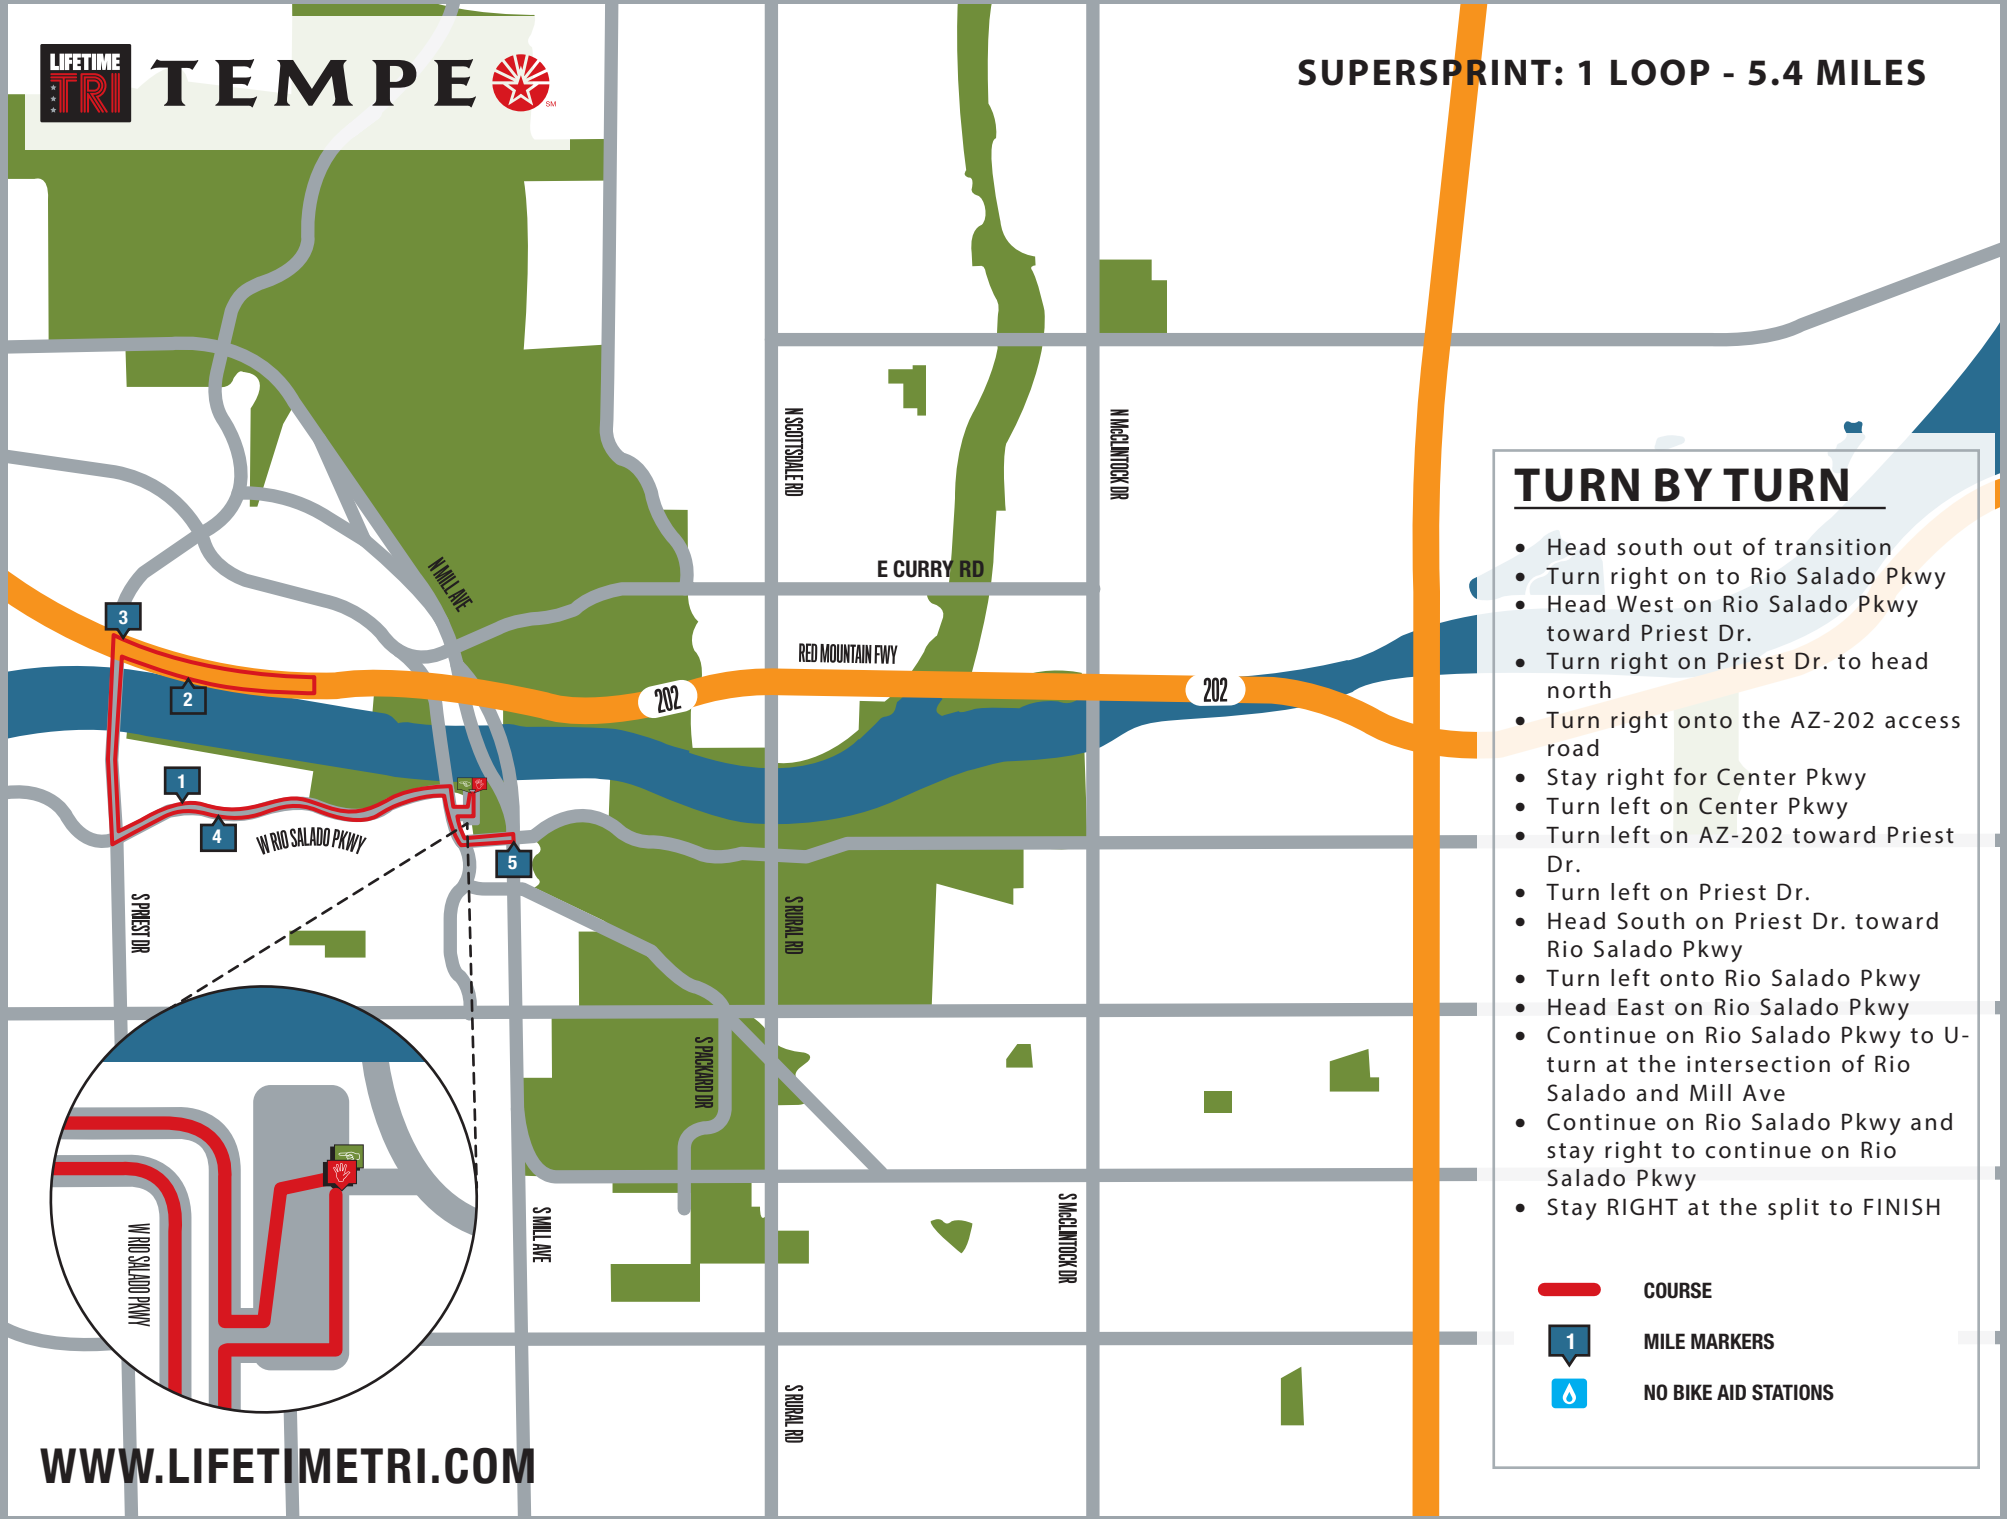 LIFETIME
TRI
TEMPE
SM
SUPERSPRINT: 1 LOOP - 5.4 MILES
N SCOTTSDALE RD
N McCLINTOCK DR
N MILL AVE
E CURRY RD
RED MOUNTAIN FWY
202
202
3
2
1
4
W RIO SALADO PKWY
5
S PRIEST DR
S RURAL RD
S PACKARD DR
S MILL AVE
S McCLINTOCK DR
W RIO SALADO PKWY
S RURAL RD
WWW.LIFETIMETRI.COM
TURN BY TURN
• Head south out of transition
• Turn right on to Rio Salado Pkwy
• Head West on Rio Salado Pkwy
toward Priest Dr.
• Turn right on Priest Dr. to head
north
• Turn right onto the AZ-202 access
road
• Stay right for Center Pkwy
• Turn left on Center Pkwy
• Turn left on AZ-202 toward Priest
Dr.
• Turn left on Priest Dr.
• Head South on Priest Dr. toward
Rio Salado Pkwy
• Turn left onto Rio Salado Pkwy
• Head East on Rio Salado Pkwy
• Continue on Rio Salado Pkwy to U-
turn at the intersection of Rio
Salado and Mill Ave
• Continue on Rio Salado Pkwy and
stay right to continue on Rio
Salado Pkwy
• Stay RIGHT at the split to FINISH
COURSE
1
MILE MARKERS
NO BIKE AID STATIONS